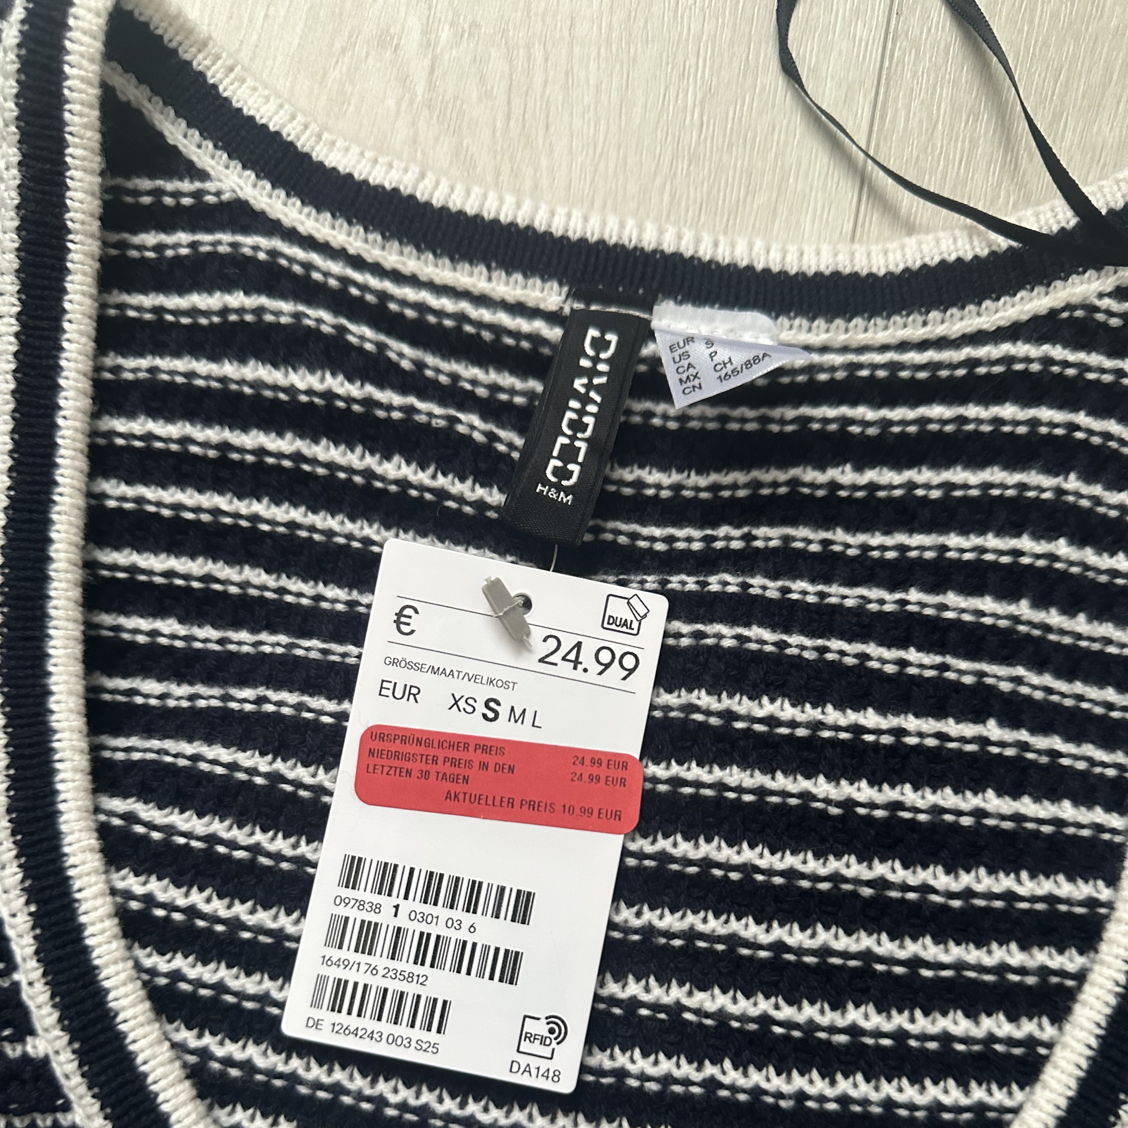 DIVIDED
H&M
EUR S
US P
CA CH
MX 165/88A
CN
DUAL
€ 24.99
GRÖSSE/MAAT/VELIKOST
EUR XS S M L
URSPRÜNGLICHER PREIS 24.99 EUR
NIEDRIGSTER PREIS IN DEN
LETZTEN 30 TAGEN 24.99 EUR
AKTUELLER PREIS 10.99 EUR
097838 1 0301 03 6
1649/176 235812
DE 1264243 003 S25
RFID
DA148